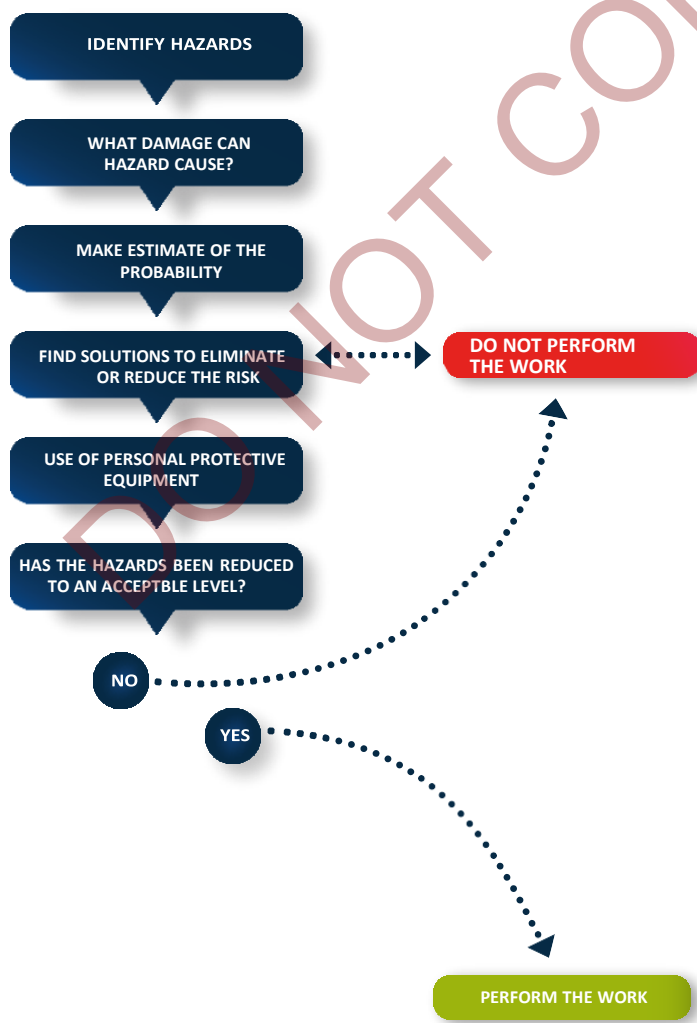 IDENTIFY HAZARDS
WHAT DAMAGE CAN
HAZARD CAUSE?
MAKE ESTIMATE OF THE
PROBABILITY
FIND SOLUTIONS TO ELIMINATE
OR REDUCE THE RISK
DO NOT PERFORM
THE WORK
USE OF PERSONAL PROTECTIVE
EQUIPMENT
HAS THE HAZARDS BEEN REDUCED
TO AN ACCEPTBLE LEVEL?
NO
YES
PERFORM THE WORK
DO NOT